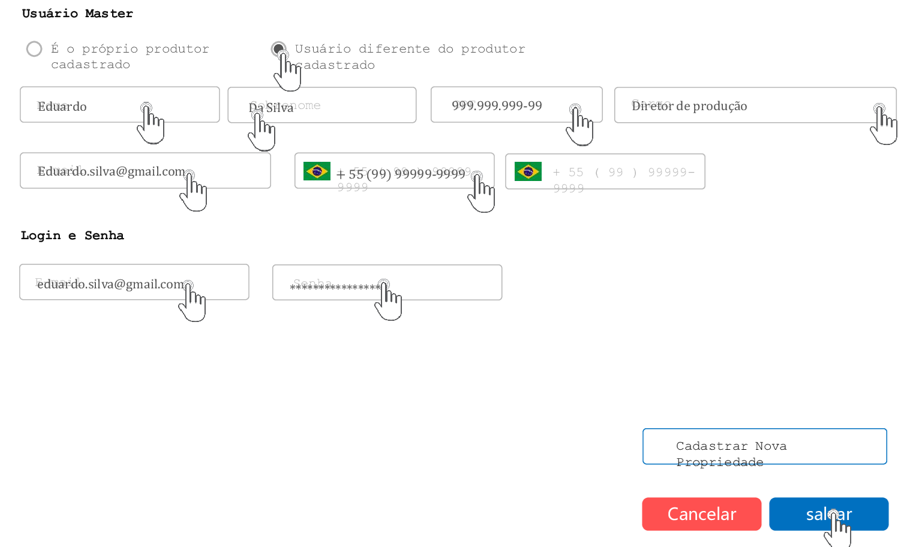 Usuário Master
É o próprio produtor
cadastrado
Usuário diferente do produtor
cadastrado
Eduardo
Da Silva
999.999.999-99
Diretor de produção
Eduardo.silva@gmail.com
+ 55 (99) 99999-9999
+ 55 ( 99 ) 99999-
9999
Login e Senha
eduardo.silva@gmail.com
Senha
****************
Cadastrar Nova
Propriedade
Cancelar
salvar